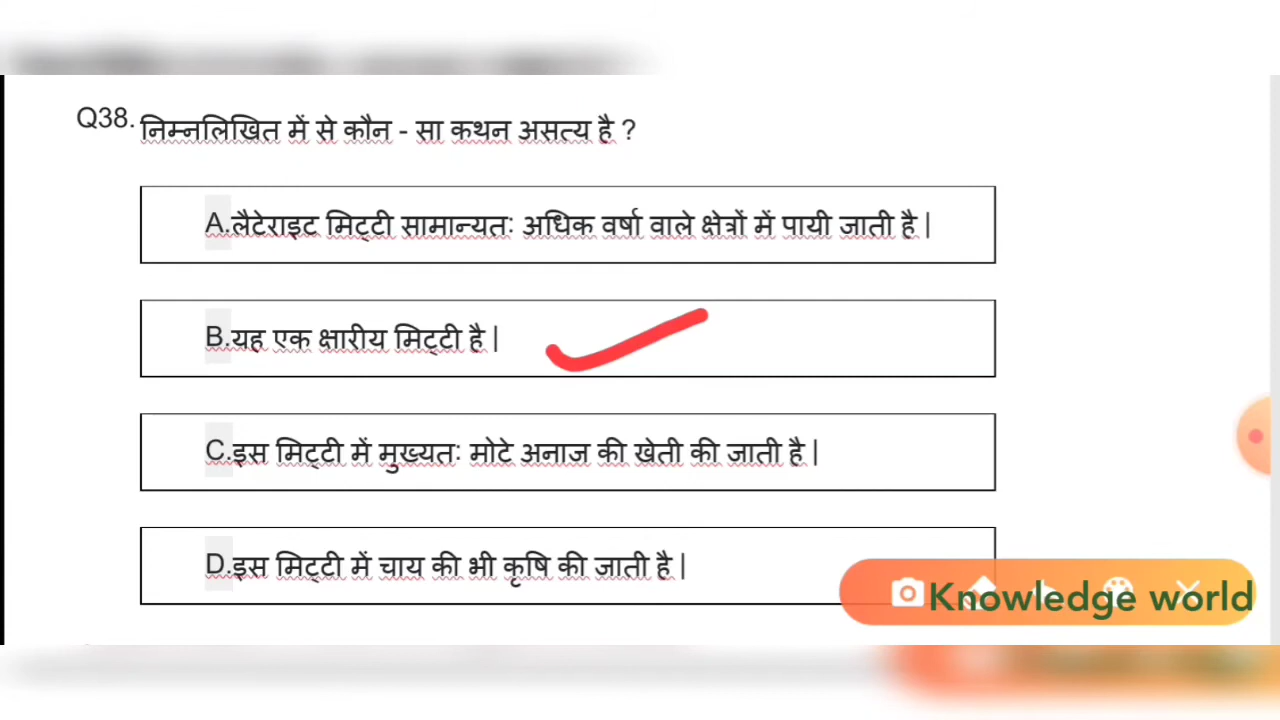 Q38. निम्नलिखित में से कौन - सा कथन असत्य है ?
A.लैटेराइट मिट्टी सामान्यतः अधिक वर्षा वाले क्षेत्रों में पायी जाती है |
B.यह एक क्षारीय मिट्टी है |
C.इस मिट्टी में मुख्यतः मोटे अनाज की खेती की जाती है |
D.इस मिट्टी में चाय की भी कृषि की जाती है |
Knowledge world